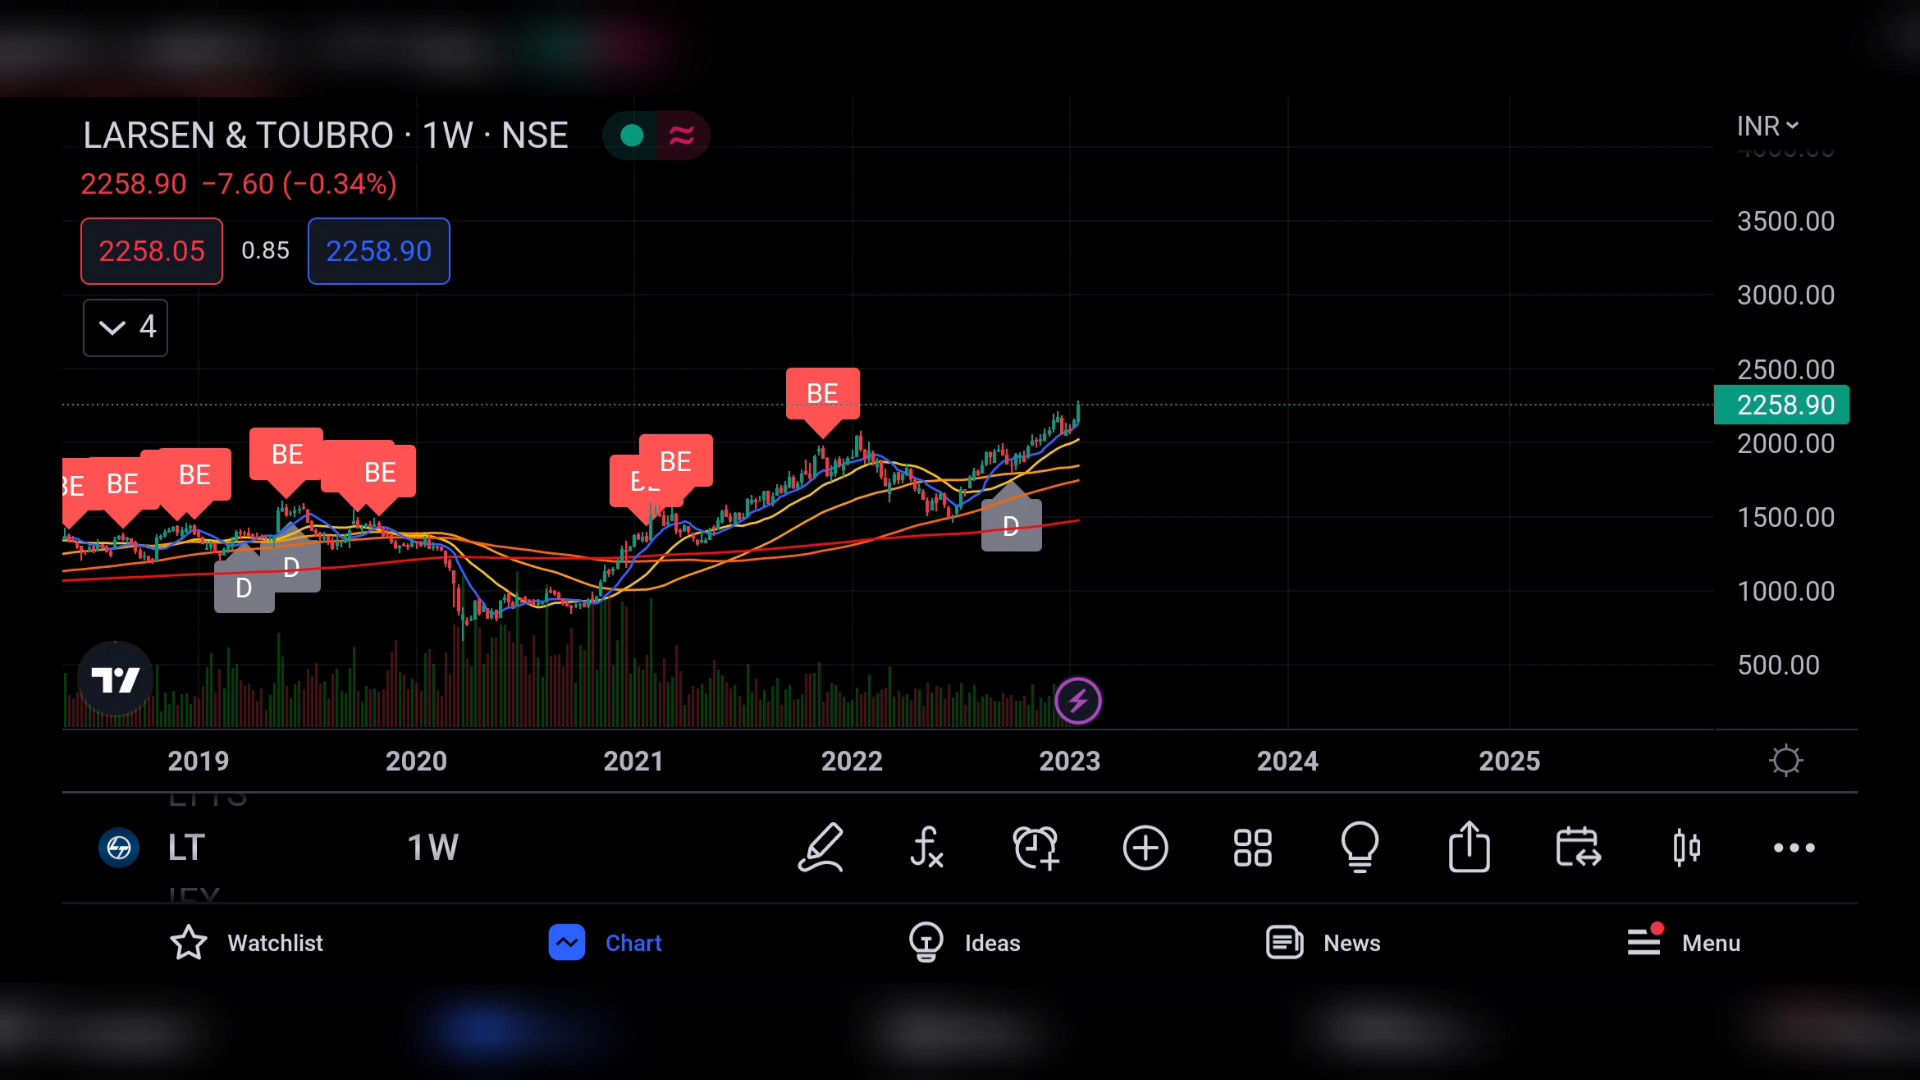 LARSEN & TOUBRO · 1W · NSE
INR
2258.90 −7.60 (−0.34%)
2258.05 0.85 2258.90
4
3500.00
3000.00
2500.00
2258.90
2000.00
1500.00
1000.00
500.00
BE
BE
BE
BE
BE
BE
BE
D
D
D
2019 2020 2021 2022 2023 2024 2025
LT 1W
Watchlist Chart Ideas News Menu